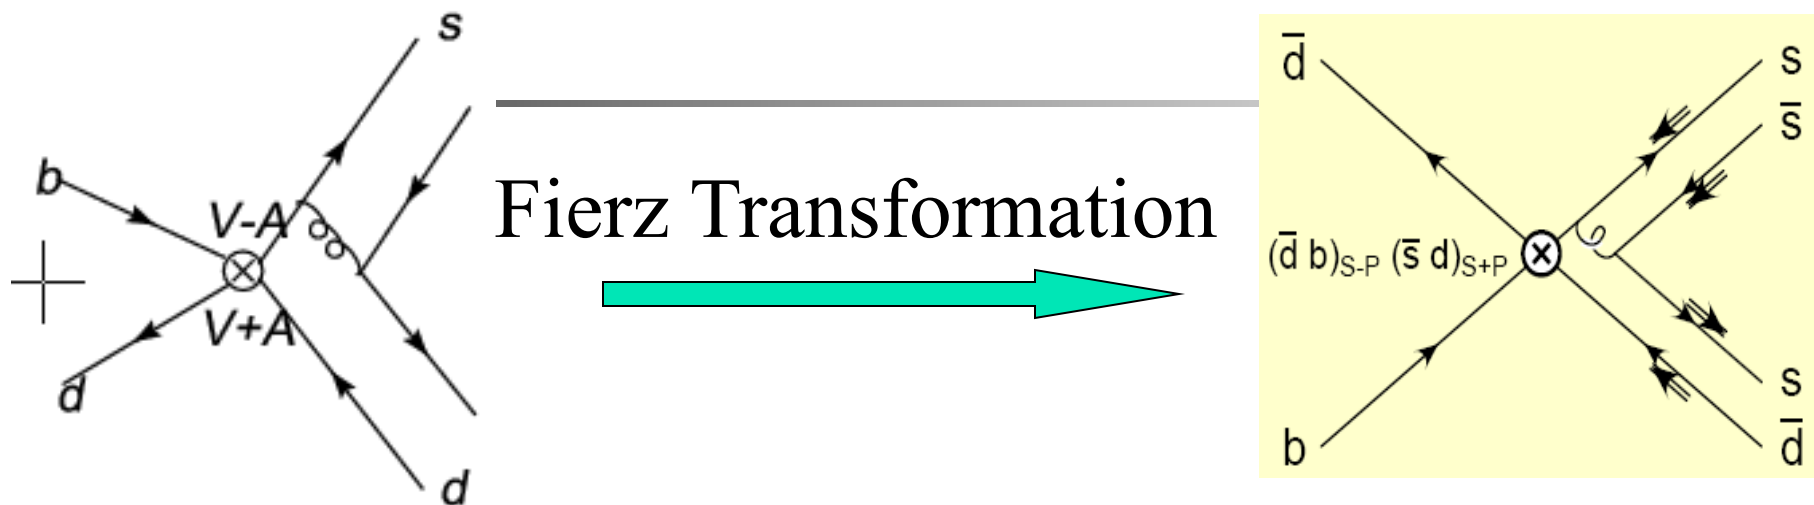 s
b
V-A
V+A
d
d
Fierz Transformation
d̅
s
s̅
(d̅ b)S-P (s̅ d)S+P
s
b
d̅